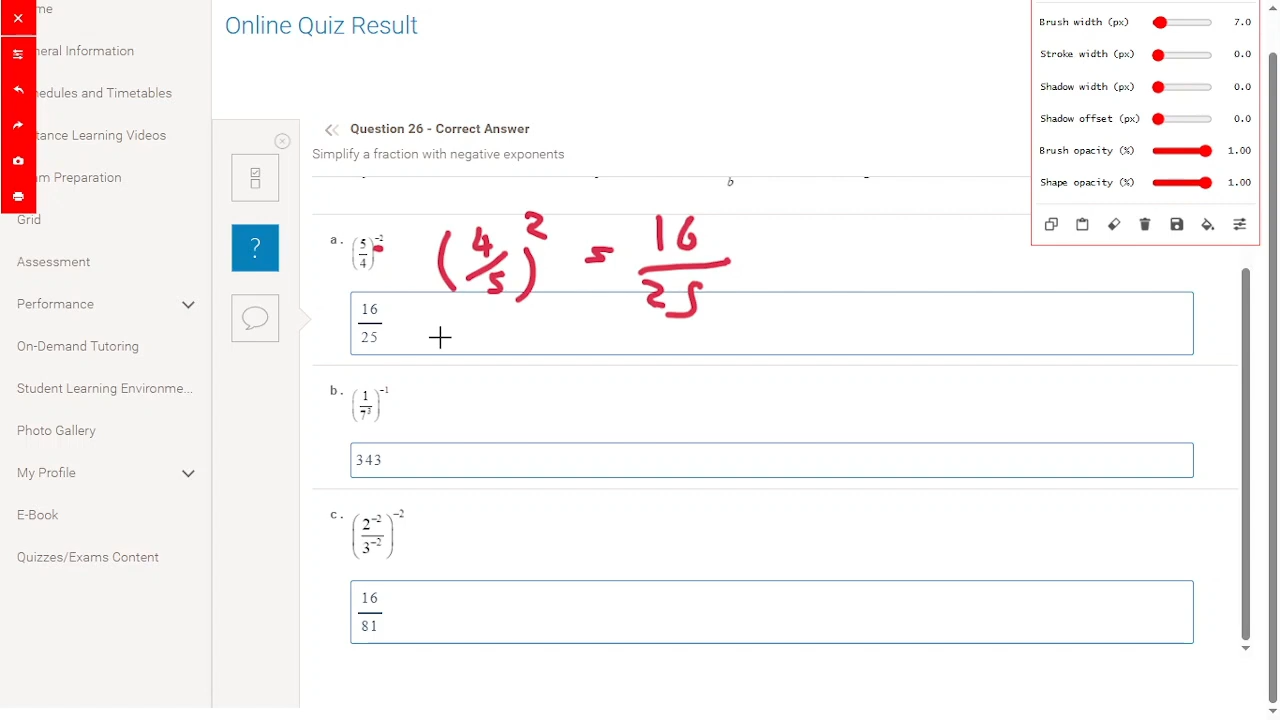 ome
neral Information
hedules and Timetables
tance Learning Videos
am Preparation
Grid
Assessment
Performance
On-Demand Tutoring
Student Learning Environme...
Photo Gallery
My Profile
E-Book
Quizzes/Exams Content
Online Quiz Result
Question 26 - Correct Answer
Simplify a fraction with negative exponents
b
a. (5/4)^-2 (4/5)^2 = 16/25
16/25
b. (1/7^3)^-1
343
c. (2^-2/3^-2)^-2
16/81
Brush width (px) 7.0
Stroke width (px) 0.0
Shadow width (px) 0.0
Shadow offset (px) 0.0
Brush opacity (%) 1.00
Shape opacity (%) 1.00